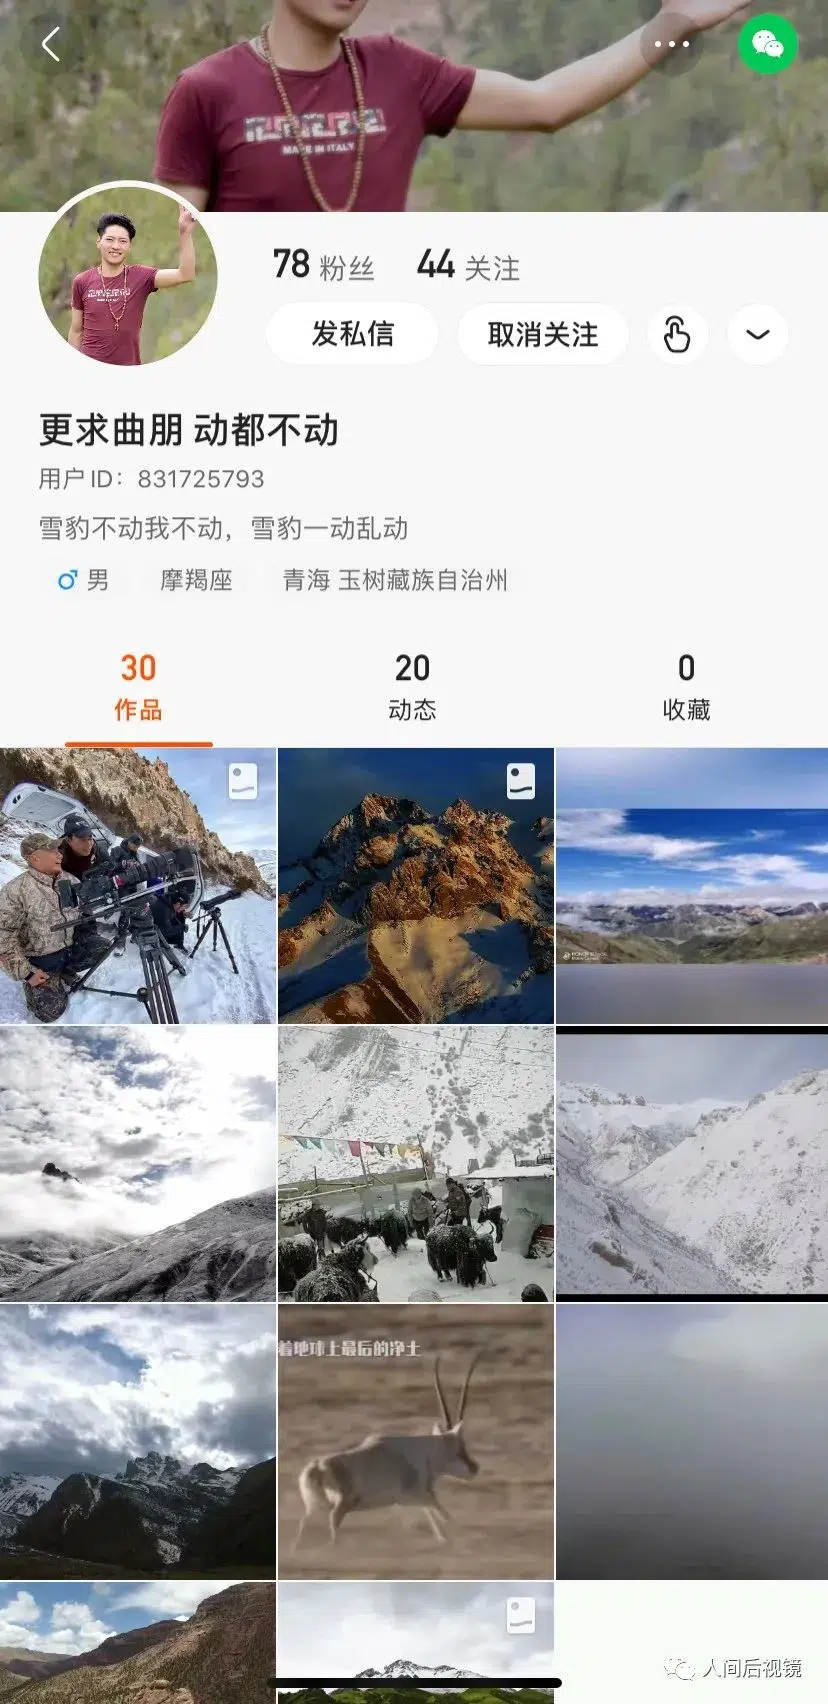 MADE IN ITALY
78 粉丝 44 关注
发私信 取消关注
更求曲朋 动都不动
用户ID：831725793
雪豹不动我不动，雪豹一动乱动
男 摩羯座 青海 玉树藏族自治州
30 20 0
作品 动态 收藏
着地球上最后的净土
人间后视镜